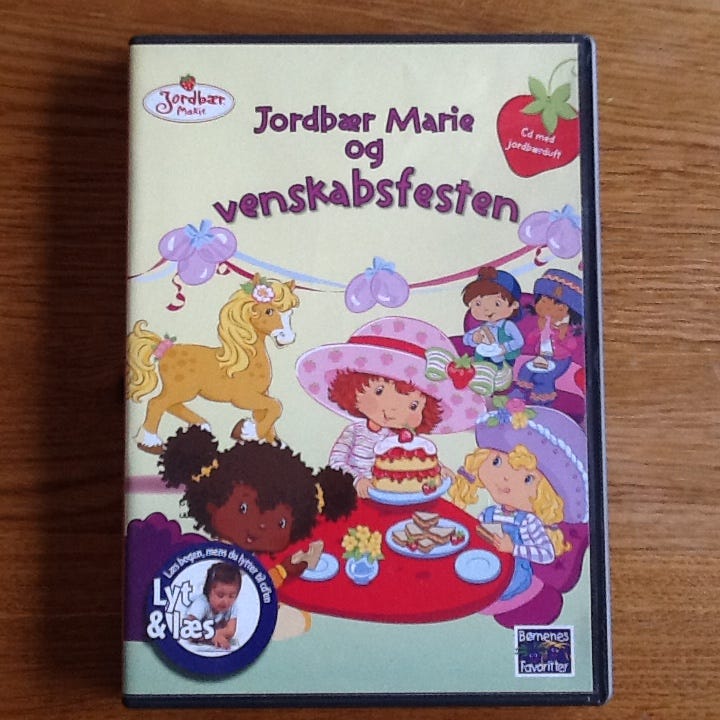 Jordbær
Marie
Jordbær Marie
og
venskabsfesten
Cd med
jordbærduft
Læs bogen, mens du lytter til cd'en
Lyt
& læs
Børnenes
Favoritter